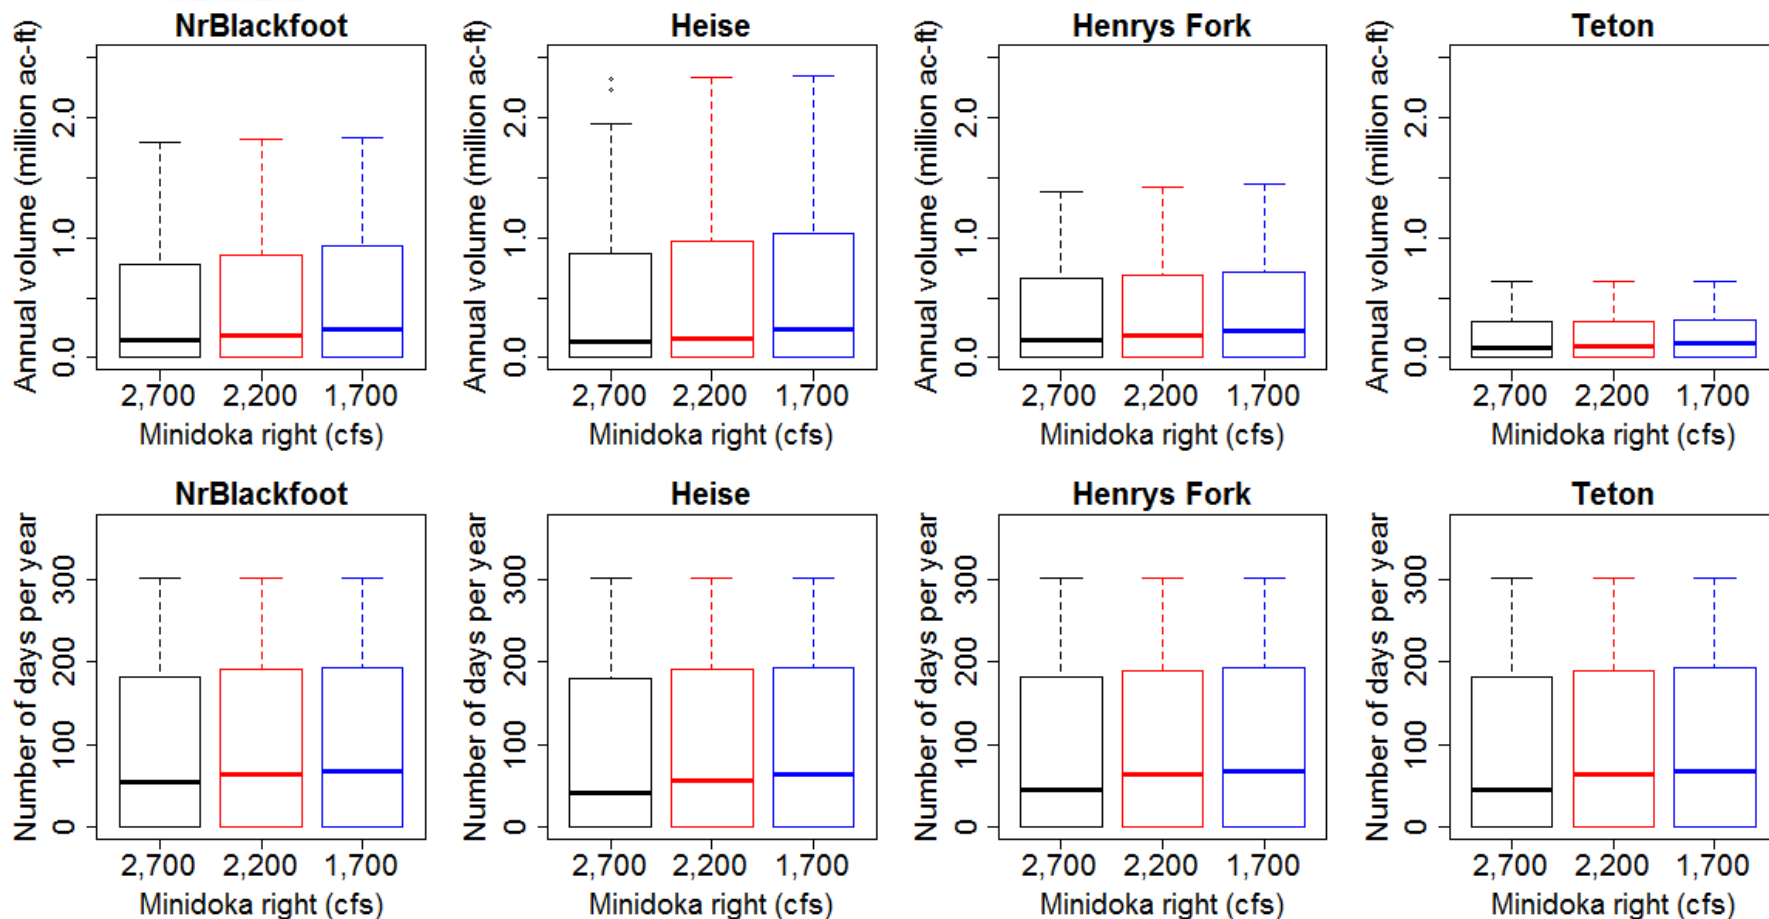 NrBlackfoot
Heise
Henrys Fork
Teton
Annual volume (million ac-ft)
0.0 1.0 2.0
2,700 2,200 1,700
Minidoka right (cfs)
Annual volume (million ac-ft)
0.0 1.0 2.0
2,700 2,200 1,700
Minidoka right (cfs)
Annual volume (million ac-ft)
0.0 1.0 2.0
2,700 2,200 1,700
Minidoka right (cfs)
Annual volume (million ac-ft)
0.0 1.0 2.0
2,700 2,200 1,700
Minidoka right (cfs)
NrBlackfoot
Heise
Henrys Fork
Teton
Number of days per year
0 100 200 300
2,700 2,200 1,700
Minidoka right (cfs)
Number of days per year
0 100 200 300
2,700 2,200 1,700
Minidoka right (cfs)
Number of days per year
0 100 200 300
2,700 2,200 1,700
Minidoka right (cfs)
Number of days per year
0 100 200 300
2,700 2,200 1,700
Minidoka right (cfs)